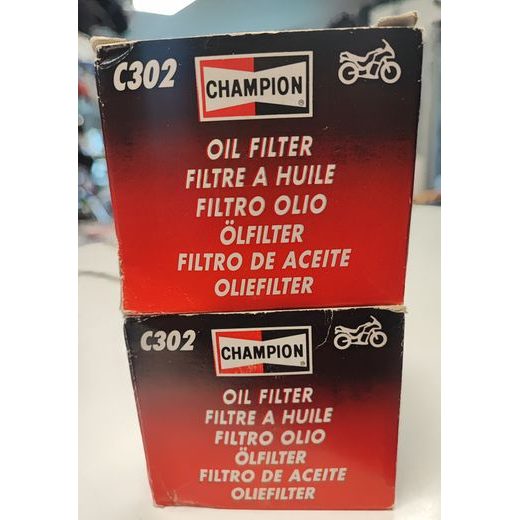 C302
CHAMPION
®
OIL FILTER
FILTRE A HUILE
FILTRO OLIO
ÖLFILTER
FILTRO DE ACEITE
OLIEFILTER
C302
CHAMPION
®
OIL FILTER
FILTRE A HUILE
FILTRO OLIO
ÖLFILTER
FILTRO DE ACEITE
OLIEFILTER